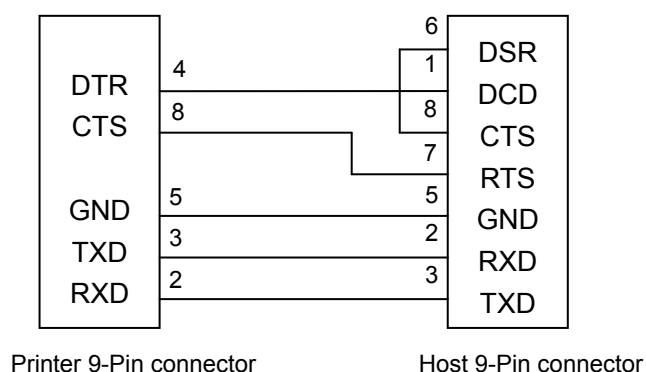 6
DSR
4
1
DTR
DCD
8
8
CTS
CTS
7
RTS
5
5
GND
GND
3
2
TXD
RXD
2
3
RXD
TXD
Printer 9-Pin connector
Host 9-Pin connector